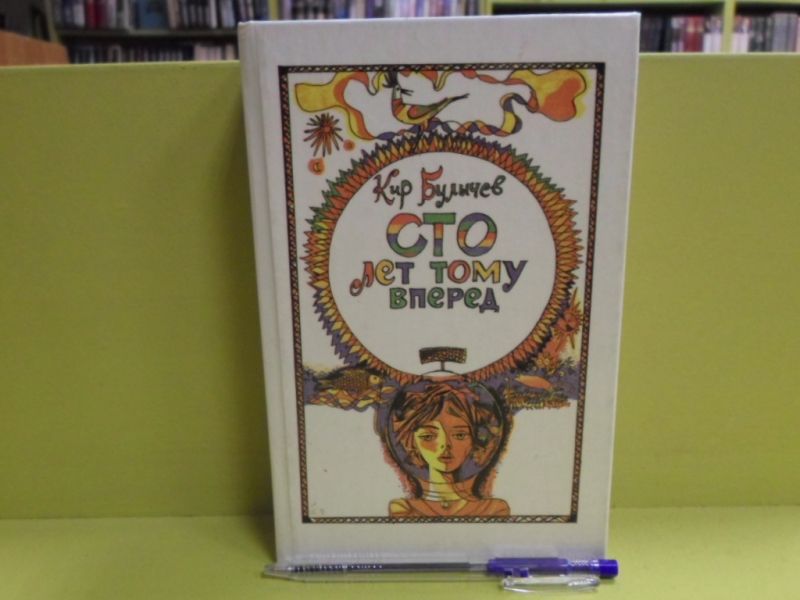 Кир Булычев
СТО
лет тому
вперед